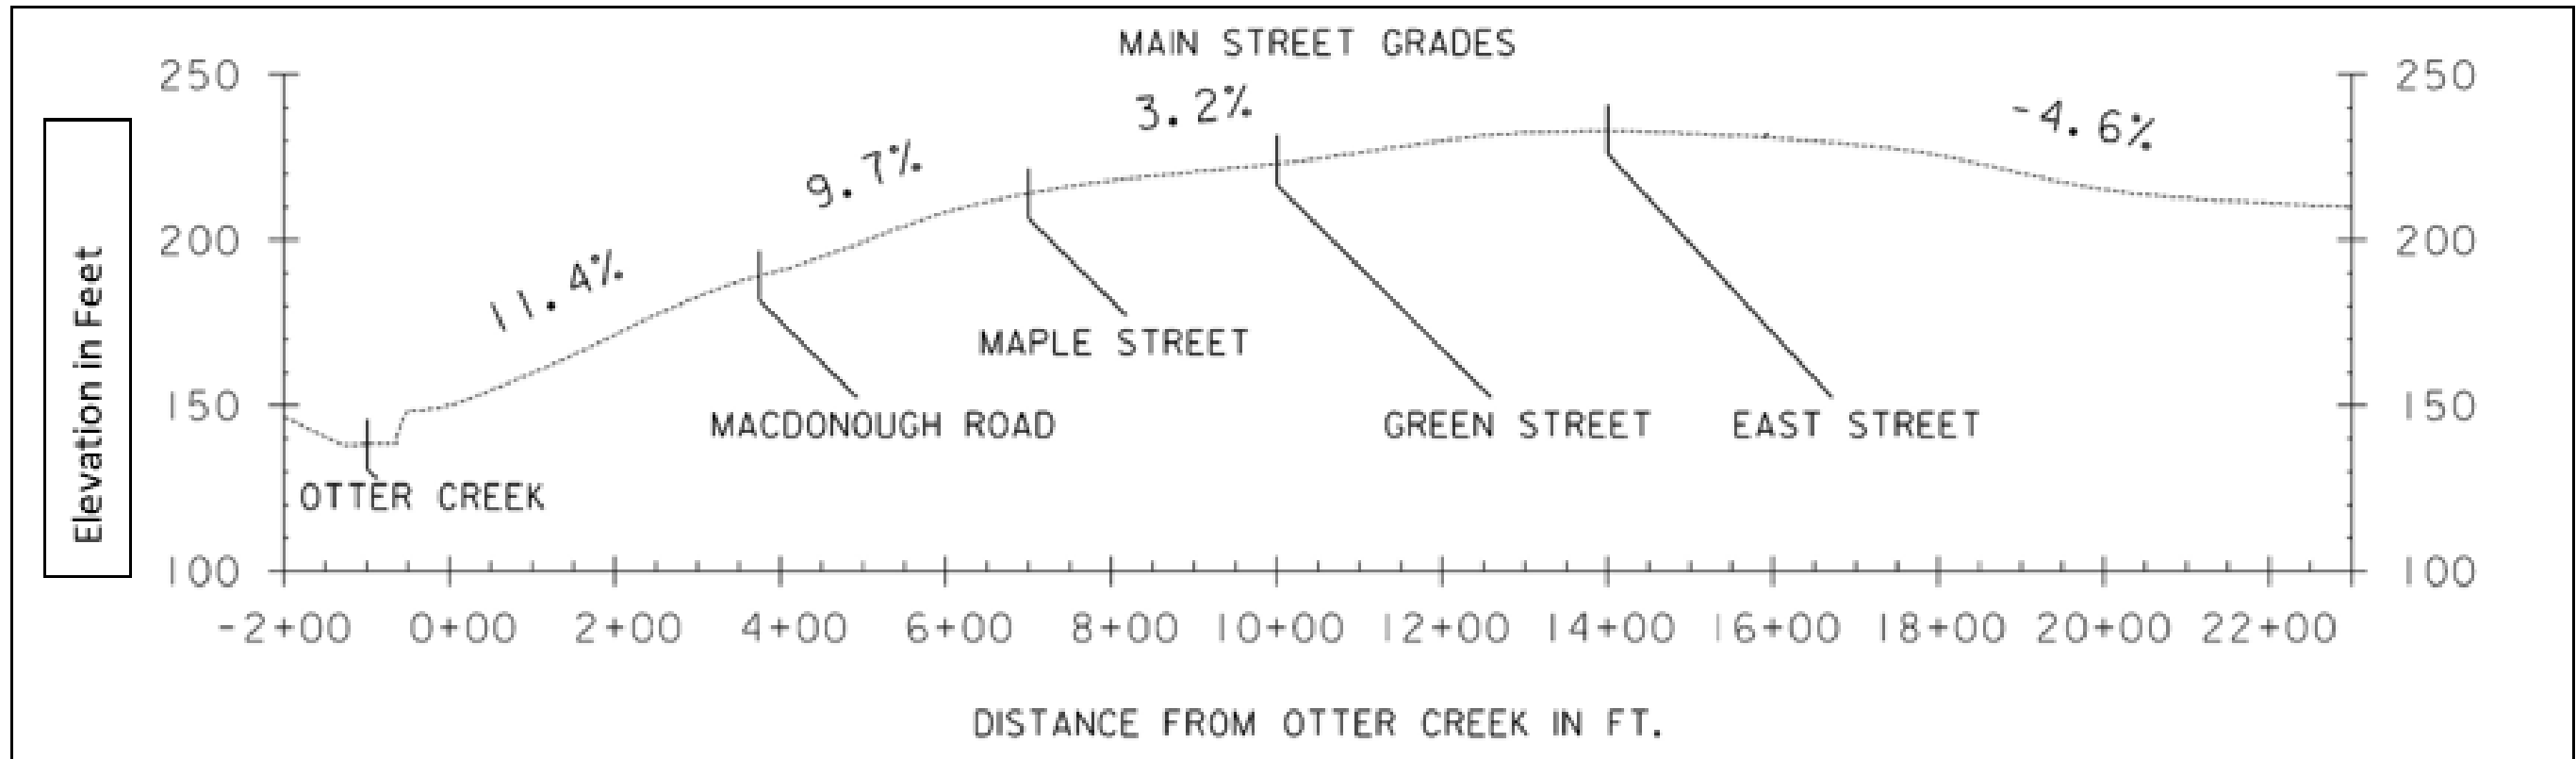 MAIN STREET GRADES
250
250
3.2%
-4.6%
9.7%
200
200
11.4%
Elevation in Feet
MAPLE STREET
150
150
MACDONOUGH ROAD
GREEN STREET
EAST STREET
OTTER CREEK
100
100
-2+00 0+00 2+00 4+00 6+00 8+00 10+00 12+00 14+00 16+00 18+00 20+00 22+00
DISTANCE FROM OTTER CREEK IN FT.